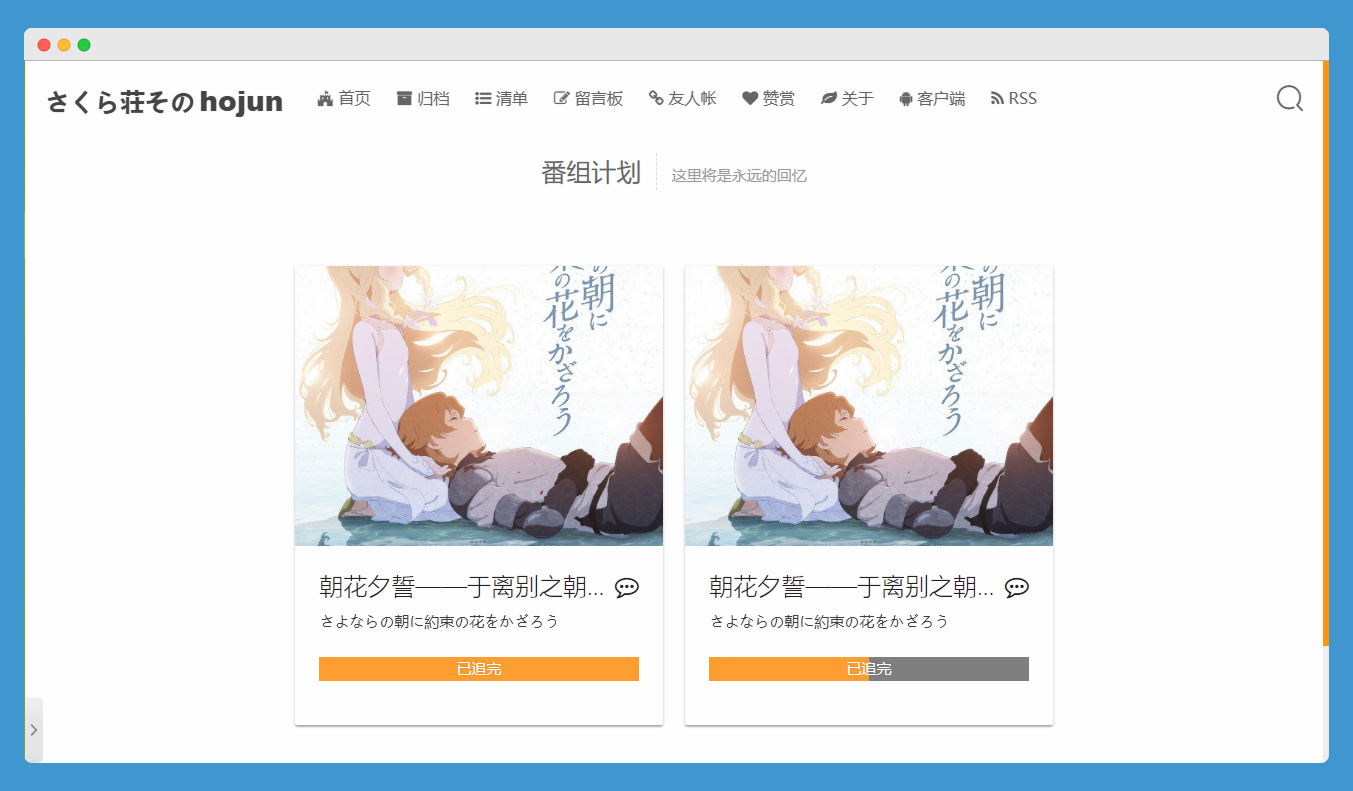 さくら荘その hojun 首页 归档 清单 留言板 友人帐 赞赏 关于 客户端 RSS
番组计划 这里将是永远的回忆
の朝に
の花をかざろう
の朝に
の花をかざろう
朝花夕誓——于离别之朝...
さよならの朝に約束の花をかざろう
已追完
朝花夕誓——于离别之朝...
さよならの朝に約束の花をかざろう
已追完